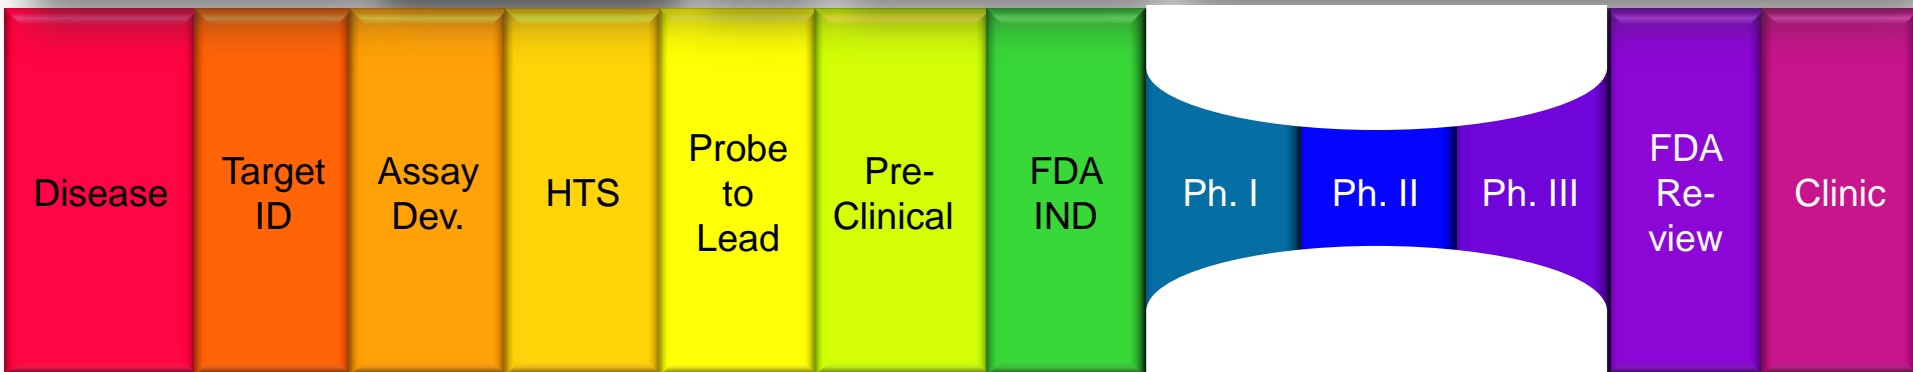 Disease
Target
ID
Assay
Dev.
HTS
Probe
to
Lead
Pre-
Clinical
FDA
IND
Ph. I
Ph. II
Ph. III
FDA
Re-
view
Clinic